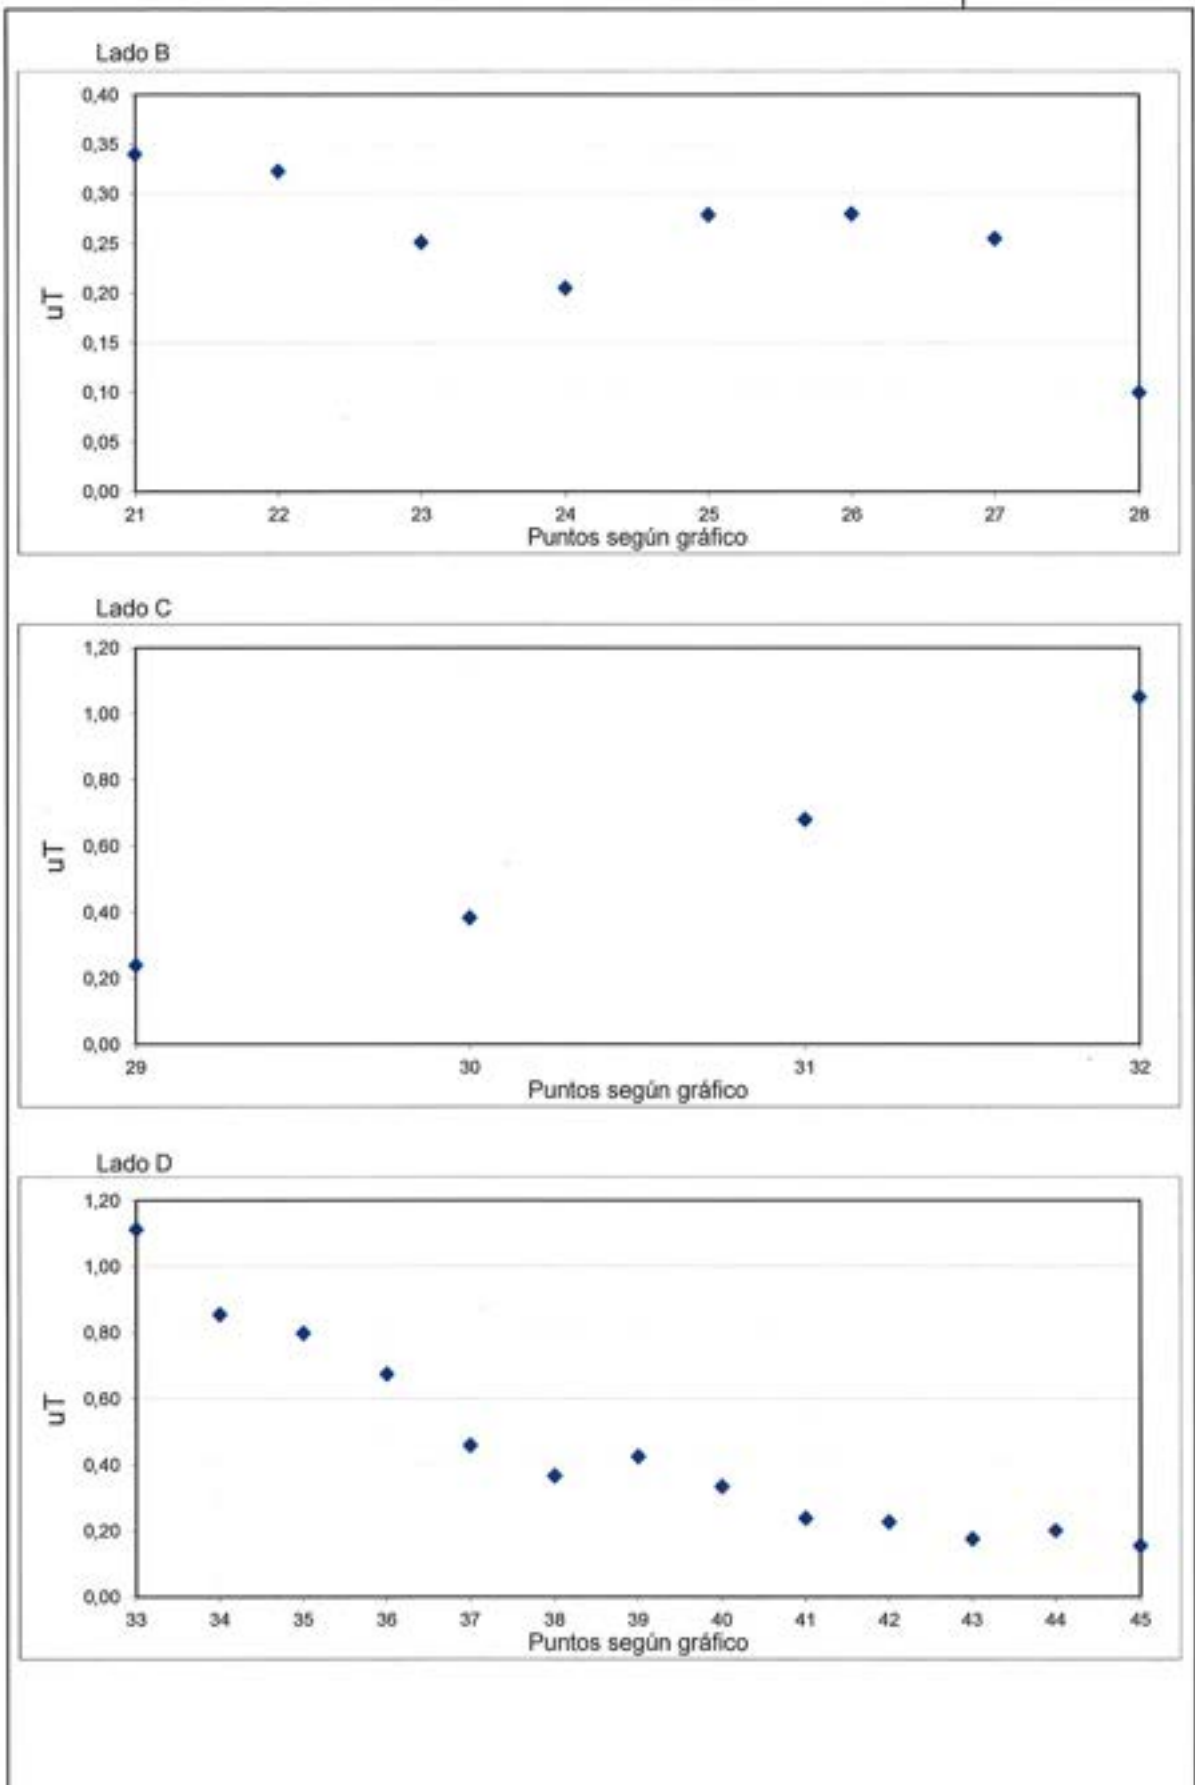 Lado B
0,40
0,35
0,30
0,25
0,20
0,15
0,10
0,05
0,00
uT
21 22 23 24 25 26 27 28
Puntos según gráfico
Lado C
1,20
1,00
0,80
0,60
0,40
0,20
0,00
uT
29 30 31 32
Puntos según gráfico
Lado D
1,20
1,00
0,80
0,60
0,40
0,20
0,00
uT
33 34 35 36 37 38 39 40 41 42 43 44 45
Puntos según gráfico